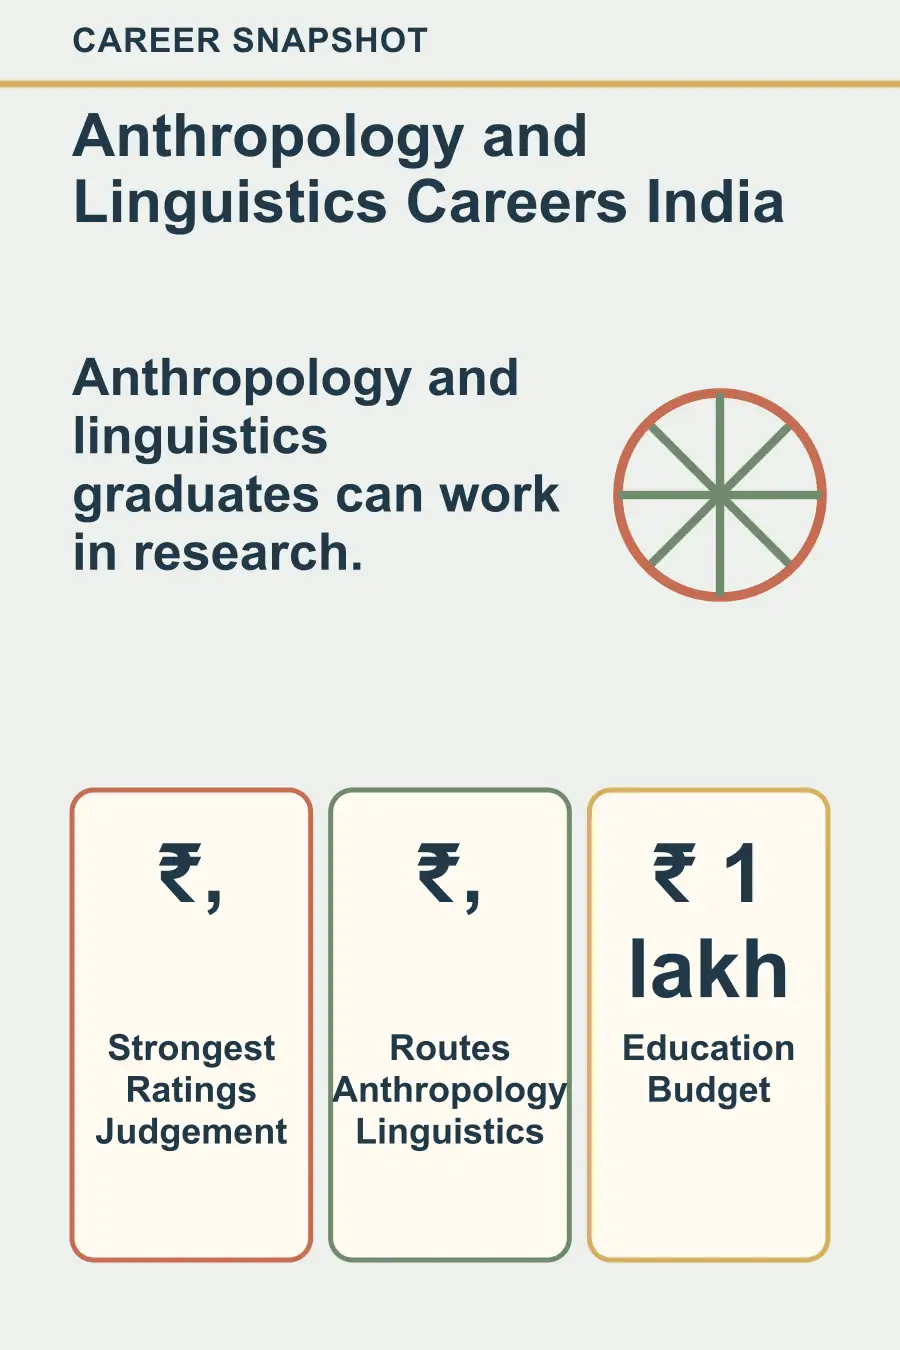 CAREER SNAPSHOT
Anthropology and
Linguistics Careers India
Anthropology and
linguistics
graduates can work
in research.
₹,
Strongest
Ratings
Judgement
₹,
Routes
Anthropology
Linguistics
₹ 1
lakh
Education
Budget